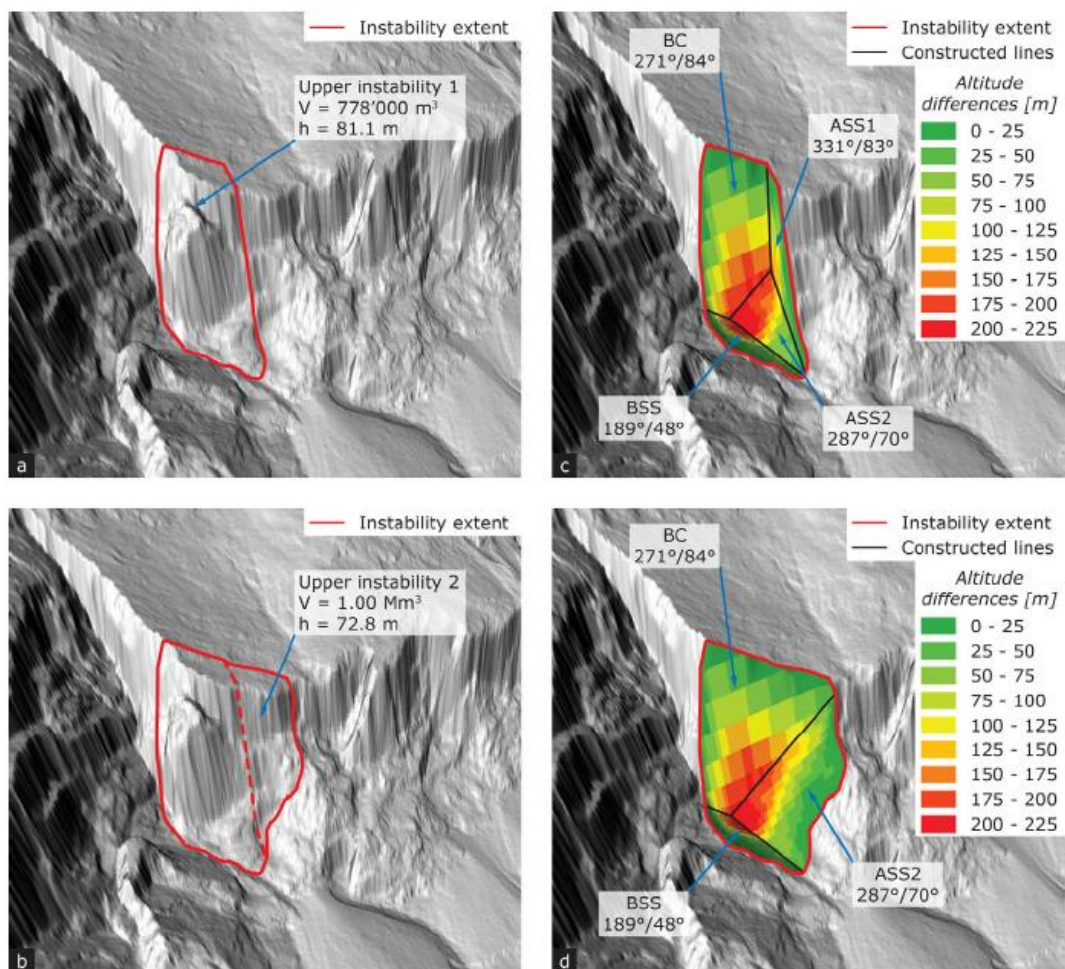 Instability extent
Upper instability 1
V = 778'000 m³
h = 81.1 m
a
Instability extent
Constructed lines
Altitude
differences [m]
0 - 25
25 - 50
50 - 75
75 - 100
100 - 125
125 - 150
150 - 175
175 - 200
200 - 225
BC
271°/84°
ASS1
331°/83°
BSS
189°/48°
ASS2
287°/70°
c
Instability extent
Upper instability 2
V = 1.00 Mm³
h = 72.8 m
b
Instability extent
Constructed lines
Altitude
differences [m]
0 - 25
25 - 50
50 - 75
75 - 100
100 - 125
125 - 150
150 - 175
175 - 200
200 - 225
BC
271°/84°
ASS2
287°/70°
BSS
189°/48°
d